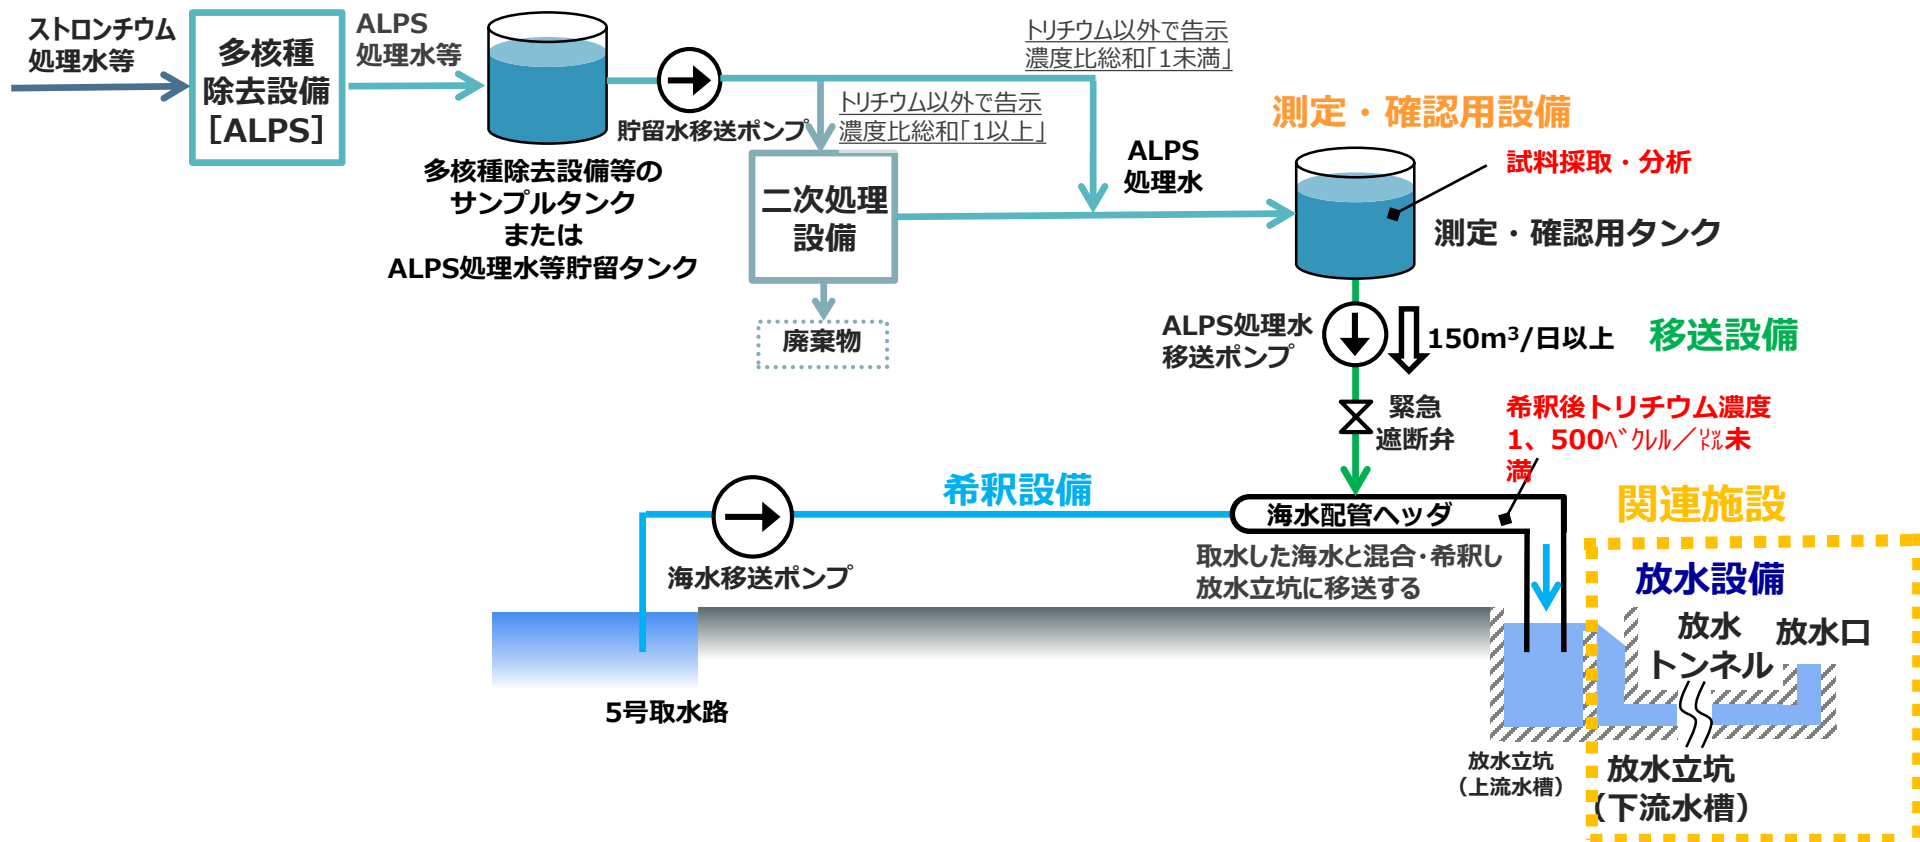 ストロンチウム
処理水等
多核種
除去設備
［ALPS］
ALPS
処理水等
貯留水移送ポンプ
多核種除去設備等の
サンプルタンク
または
ALPS処理水等貯留タンク
トリチウム以外で告示
濃度比総和「1未満」
トリチウム以外で告示
濃度比総和「1以上」
二次処理
設備
廃棄物
ALPS
処理水
測定・確認用設備
試料採取・分析
測定・確認用タンク
ALPS処理水
移送ポンプ
150m³/日以上
移送設備
緊急
遮断弁
希釈後トリチウム濃度
1、500ﾍﾞｸﾚﾙ／㍑未
満
希釈設備
海水移送ポンプ
海水配管ヘッダ
取水した海水と混合・希釈し
放水立坑に移送する
関連施設
放水設備
放水
トンネル
放水口
5号取水路
放水立坑
（上流水槽）
放水立坑
（下流水槽）